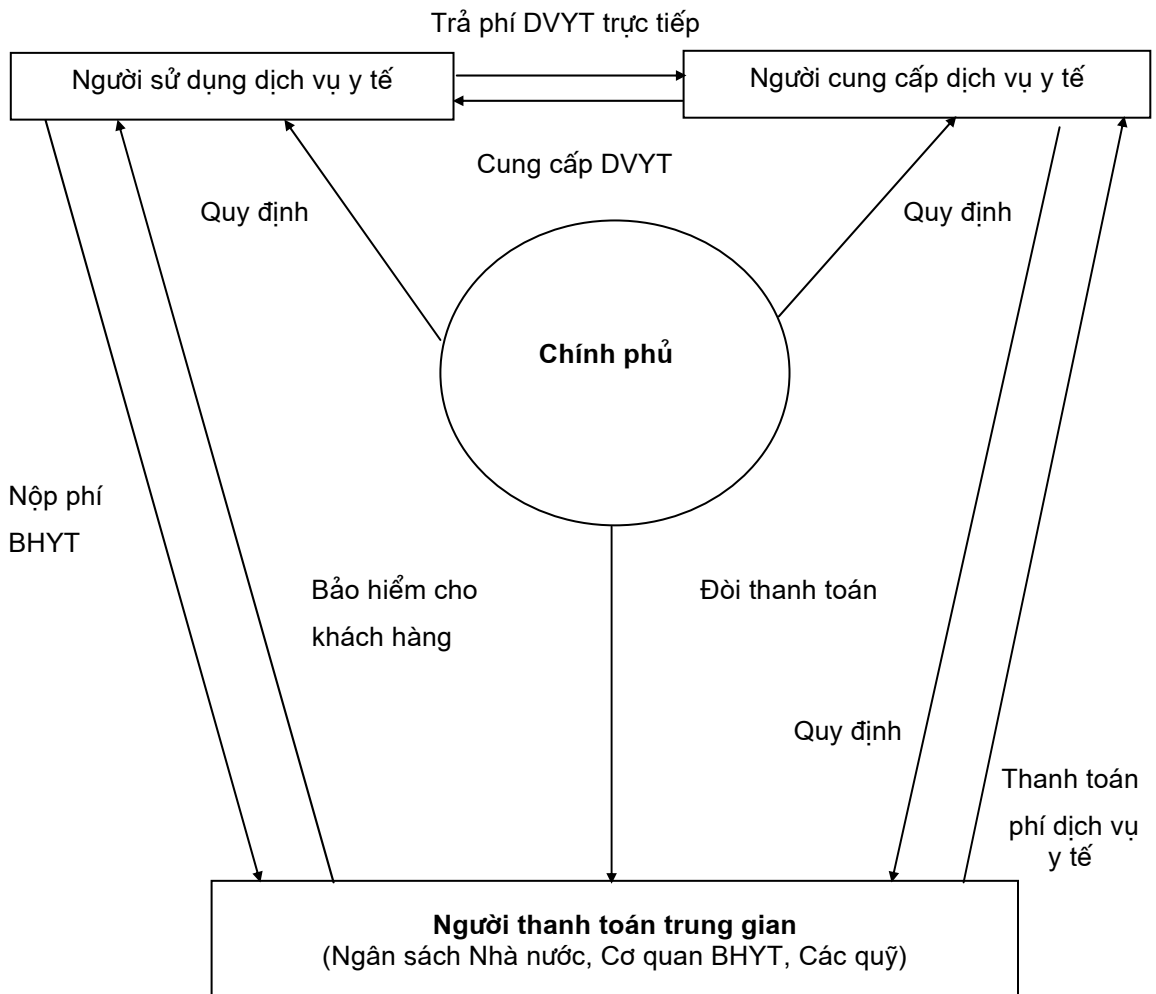 Trả phí DVYT trực tiếp
Người sử dụng dịch vụ y tế
Người cung cấp dịch vụ y tế
Cung cấp DVYT
Quy định
Quy định
Chính phủ
Nộp phí
BHYT
Bảo hiểm cho
khách hàng
Đòi thanh toán
Quy định
Thanh toán
phí dịch vụ
y tế
Người thanh toán trung gian
(Ngân sách Nhà nước, Cơ quan BHYT, Các quỹ)